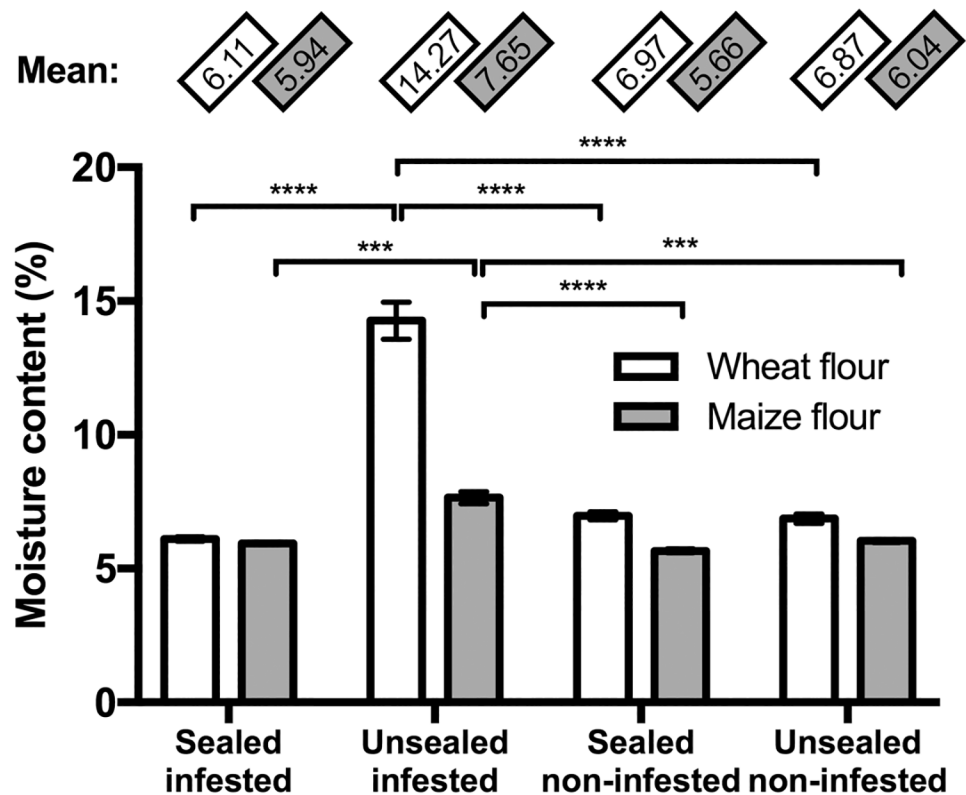 Mean: 6.11 5.94 14.27 7.65 6.97 5.66 6.87 6.04
****
20
**** ****
*** ***
15
****
Wheat flour
Maize flour
10
5
0
Moisture content (%)
Sealed infested
Unsealed infested
Sealed non-infested
Unsealed non-infested